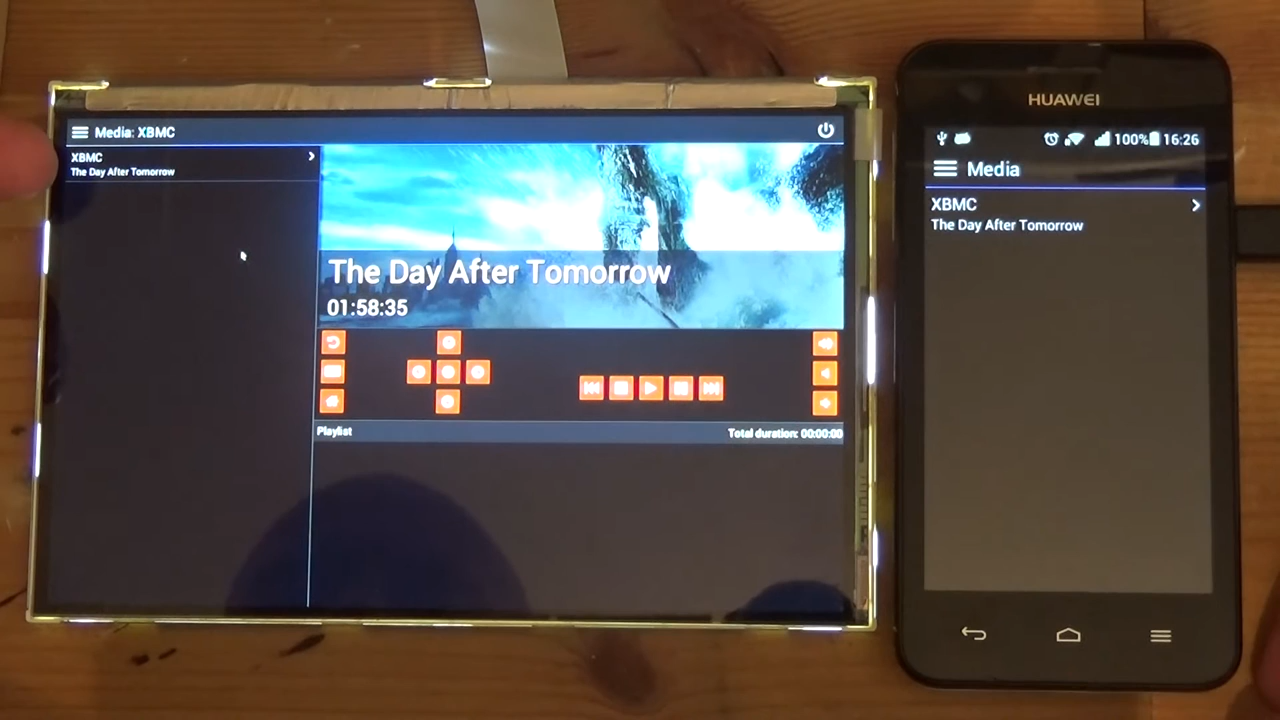 Media: XBMC
XBMC
The Day After Tomorrow
The Day After Tomorrow
01:58:35
Playlist
Total duration: 00:00:00
HUAWEI
100% 16:26
Media
XBMC
The Day After Tomorrow